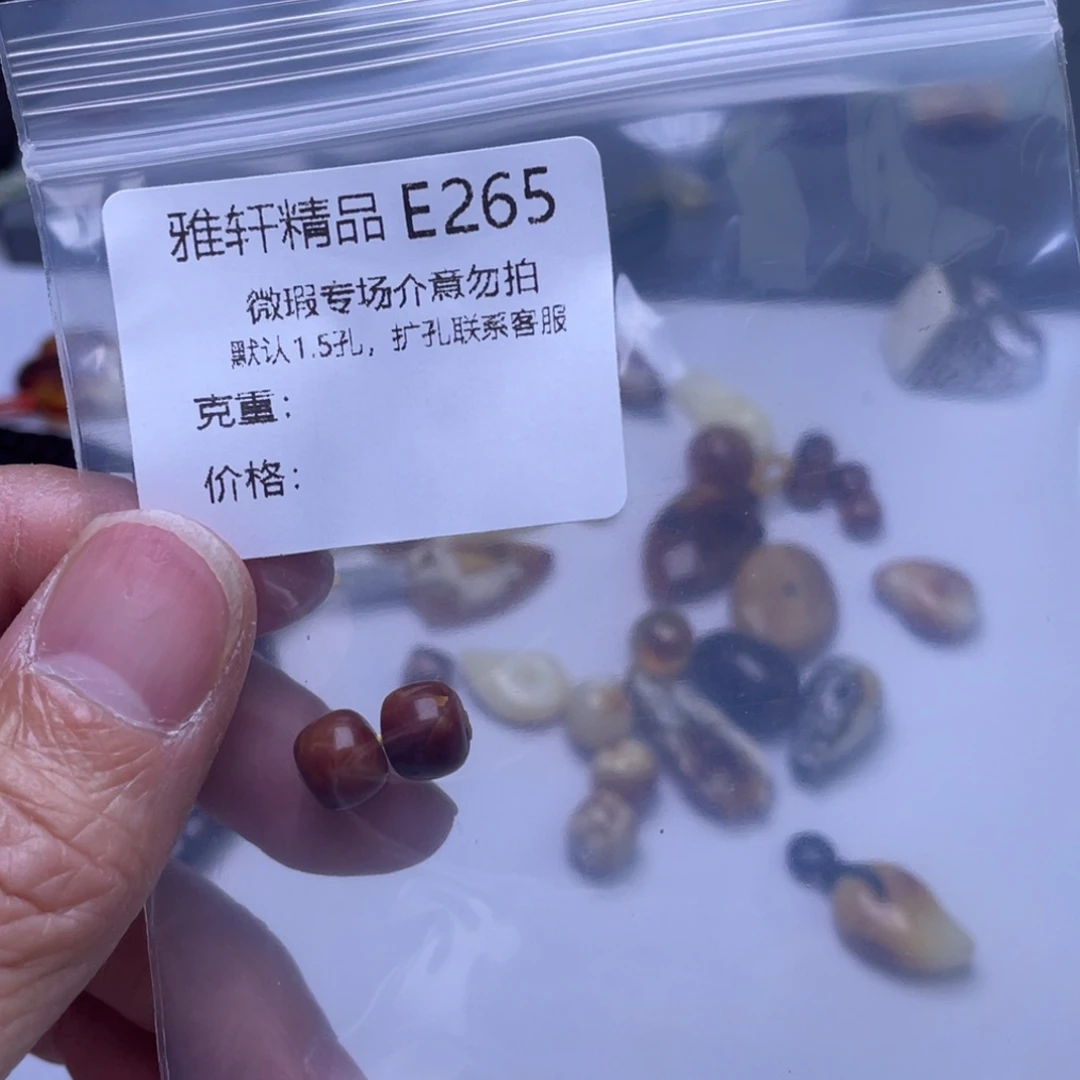 雅轩精品 E265
微瑕专场介意勿拍
默认1.5孔，扩孔联系客服
克重：
价格：